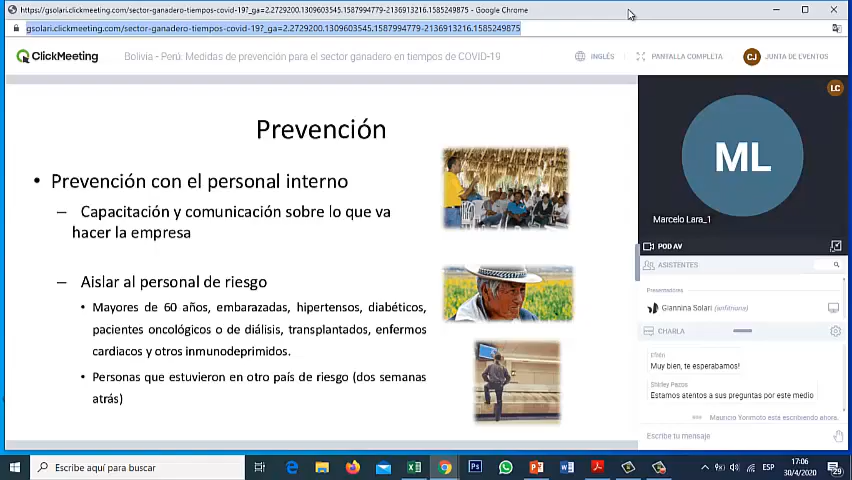 https://gsolari.clickmeeting.com/sector-ganadero-tiempos-covid-19?_ga=2.2729200.1309603545.1587994779-2136913216.1585249875 - Google Chrome
gsolari.clickmeeting.com/sector-ganadero-tiempos-covid-19?_ga=2.2729200.1309603545.1587994779-2136913216.1585249875
ClickMeeting
Bolivia - Perú: Medidas de prevención para el sector ganadero en tiempos de COVID-19
INGLÉS
PANTALLA COMPLETA
CJ
JUNTA DE EVENTOS
Prevención
• Prevención con el personal interno
– Capacitación y comunicación sobre lo que va
hacer la empresa
– Aislar al personal de riesgo
• Mayores de 60 años, embarazadas, hipertensos, diabéticos,
pacientes oncológicos o de diálisis, transplantados, enfermos
cardiacos y otros inmunodeprimidos.
• Personas que estuvieron en otro país de riesgo (dos semanas
atrás)
LC
ML
Marcelo Lara_1
POD AV
ASISTENTES
Presentadores
Giannina Solari (anfitriona)
CHARLA
Efrén
Muy bien, te esperabamos!
Shirley Pazos
Estamos atentos a sus preguntas por este medio
Mauricio Yonimoto está escribiendo ahora.
Escribe tu mensaje
Escribe aquí para buscar
ESP
17:06
30/4/2020
29